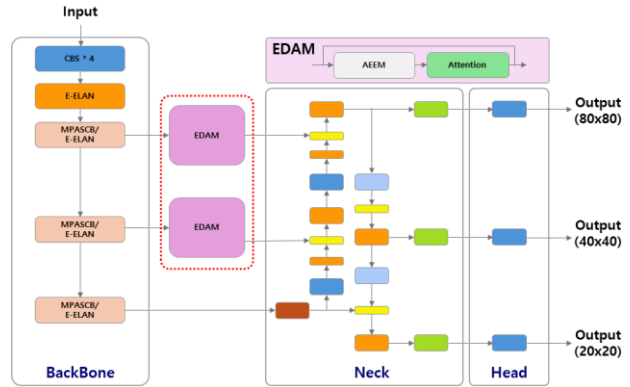 Input
CBS * 4
E-ELAN
MPASCB/
E-ELAN
MPASCB/
E-ELAN
MPASCB/
E-ELAN
BackBone
EDAM
EDAM
EDAM
AEEM
Attention
Neck
Head
Output
(80x80)
Output
(40x40)
Output
(20x20)